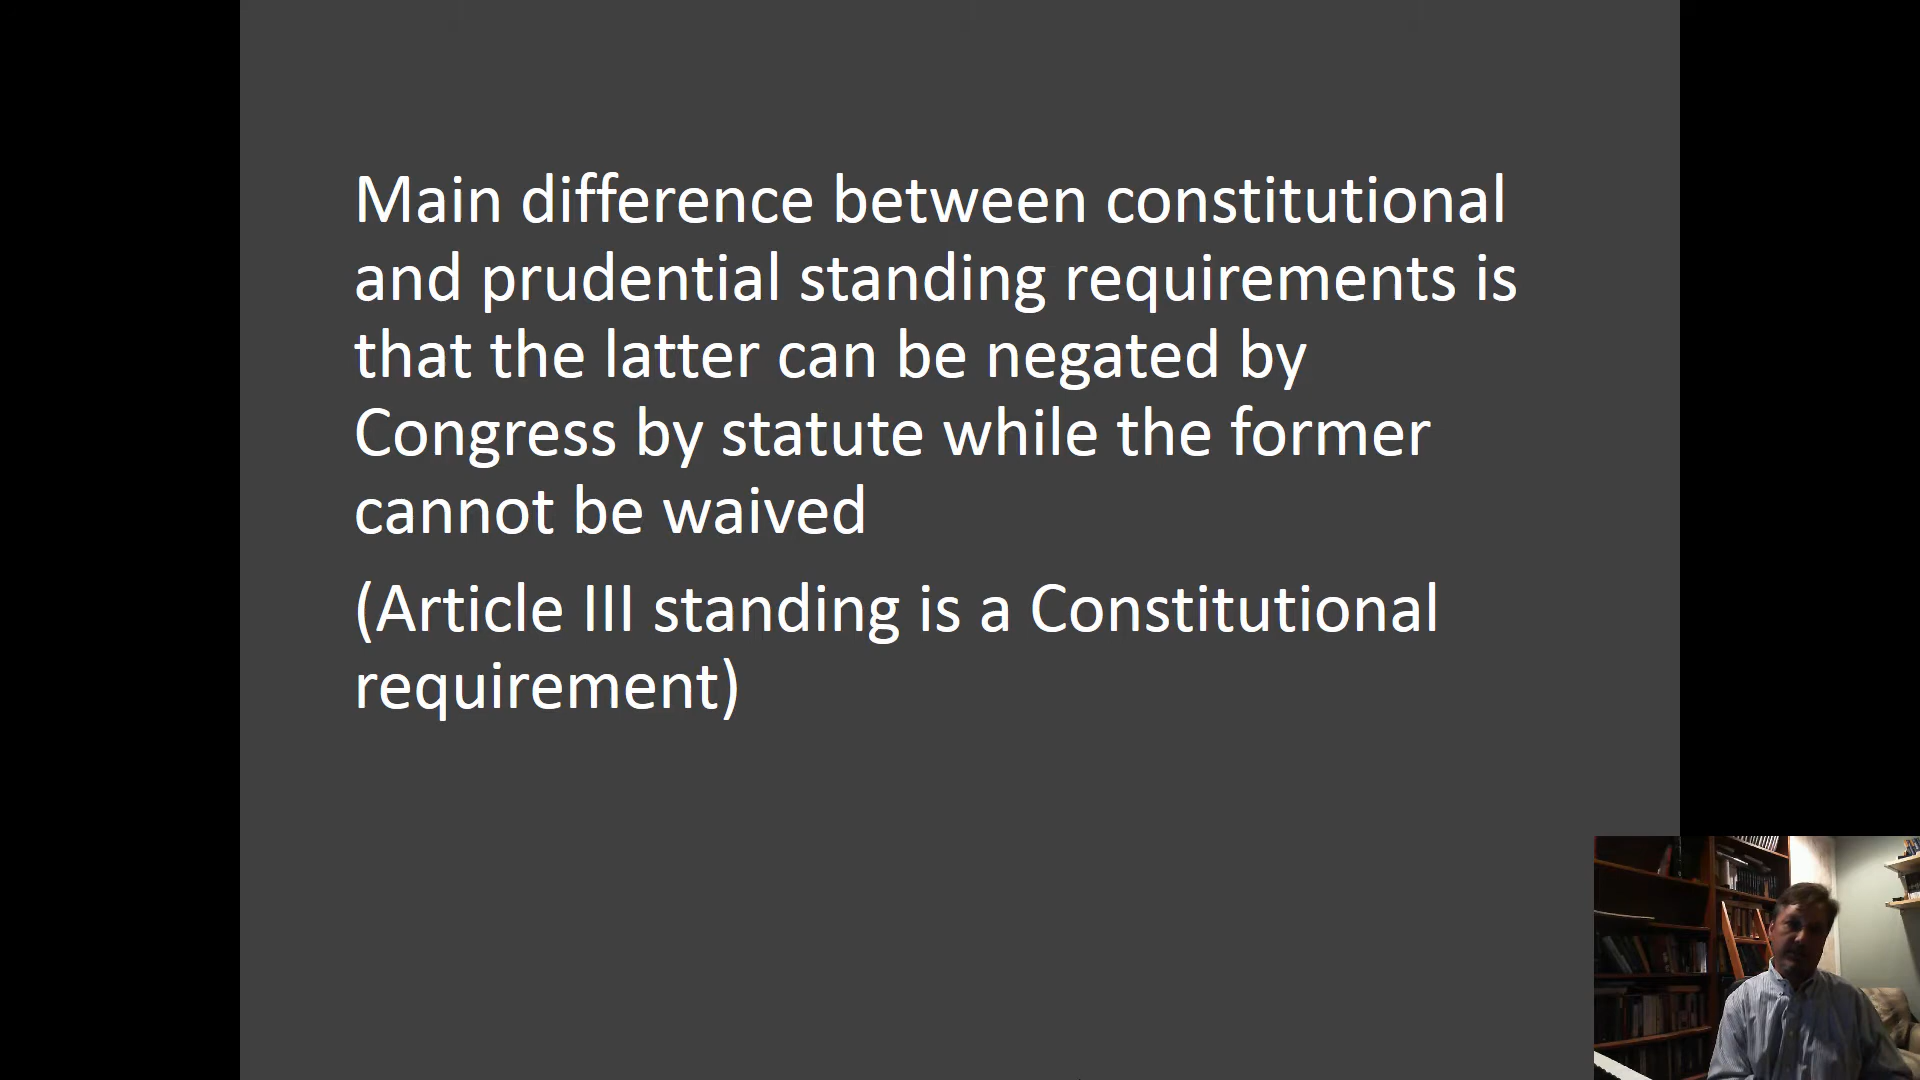 Main difference between constitutional
and prudential standing requirements is
that the latter can be negated by
Congress by statute while the former
cannot be waived
(Article III standing is a Constitutional
requirement)